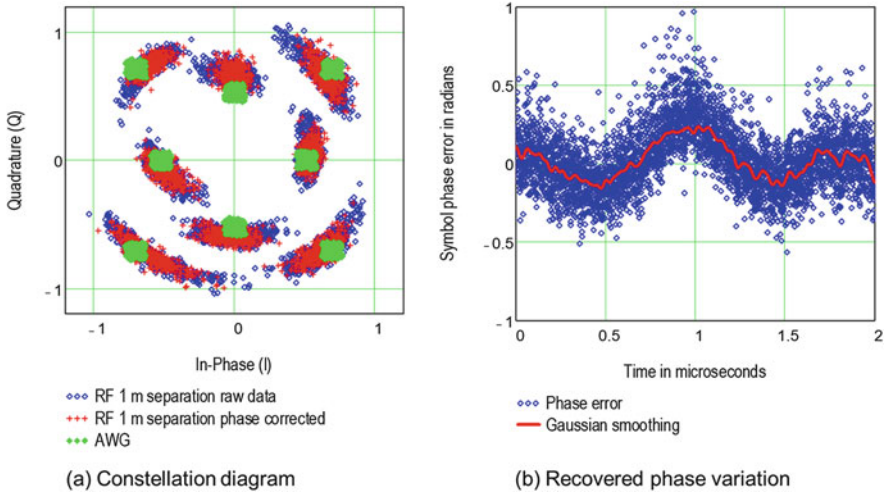 1
0
- 1
Quadrature (Q)
- 1
0
1
In-Phase (I)
RF 1 m separation raw data
RF 1 m separation phase corrected
AWG
(a) Constellation diagram
1
0.5
0
- 0.5
- 1
Symbol phase error in radians
0
0.5
1
1.5
2
Time in microseconds
Phase error
Gaussian smoothing
(b) Recovered phase variation